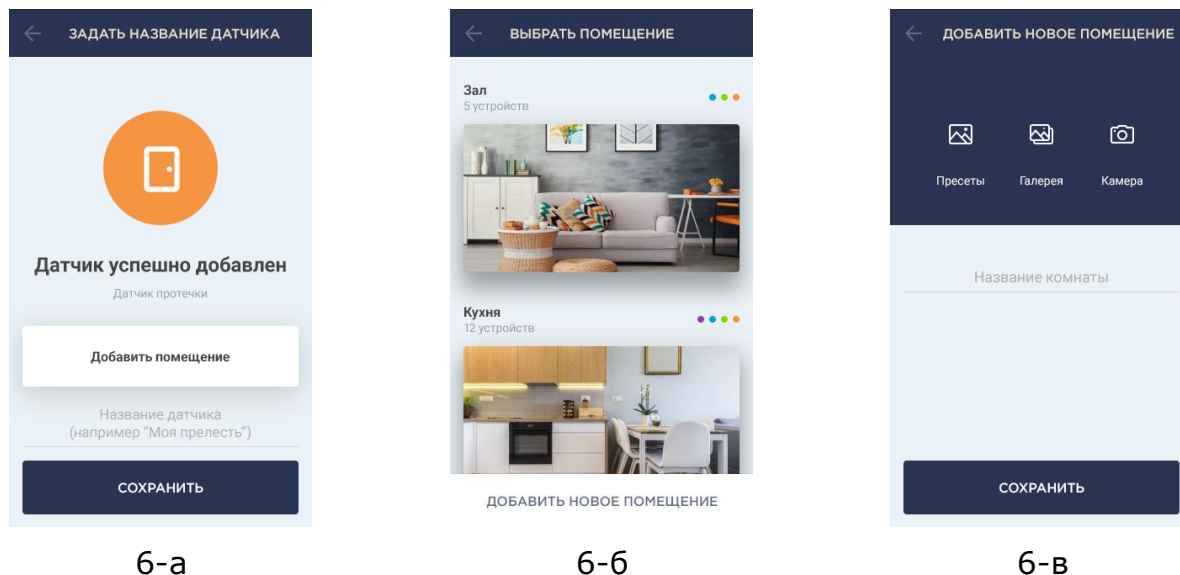 ЗАДАТЬ НАЗВАНИЕ ДАТЧИКА
Датчик успешно добавлен
Датчик протечки
Добавить помещение
Название датчика
(например "Моя прелесть")
СОХРАНИТЬ
6-а
ВЫБРАТЬ ПОМЕЩЕНИЕ
Зал
5 устройств
Кухня
12 устройств
ДОБАВИТЬ НОВОЕ ПОМЕЩЕНИЕ
6-б
ДОБАВИТЬ НОВОЕ ПОМЕЩЕНИЕ
Пресеты Галерея Камера
Название комнаты
СОХРАНИТЬ
6-в